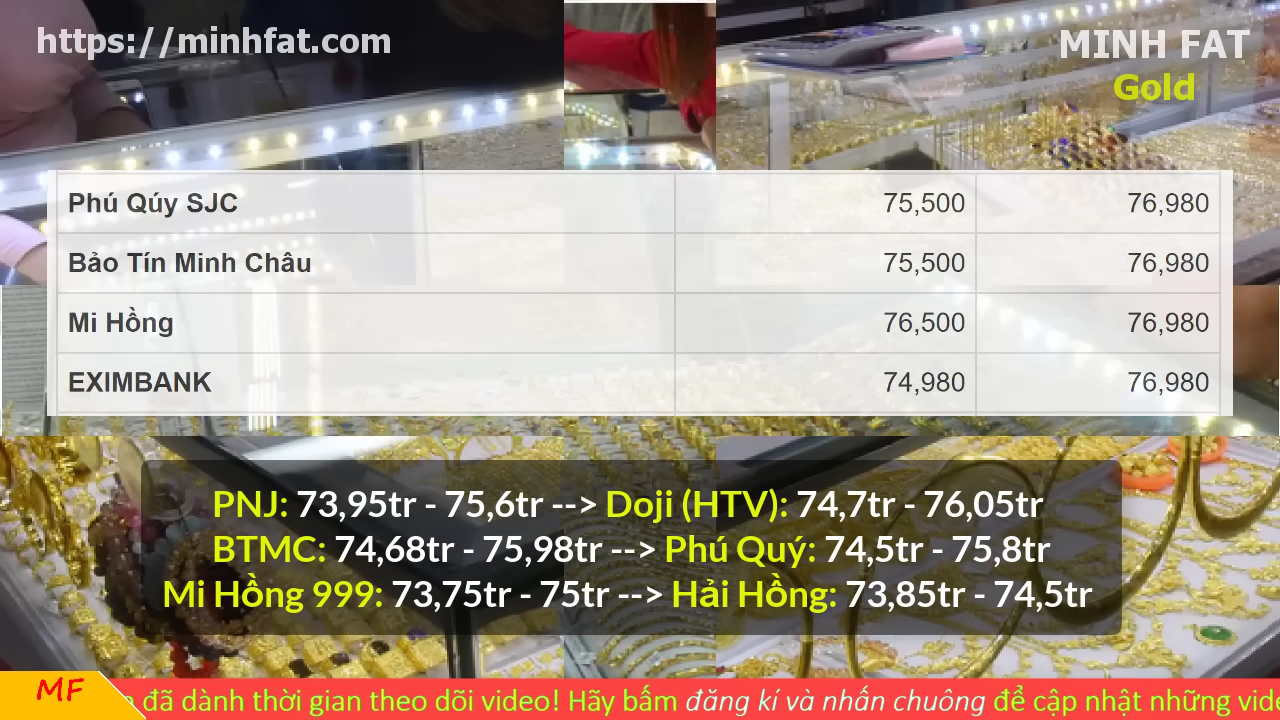 https://minhfat.com
MINH FAT
Gold
Phú Qúy SJC 75,500 76,980
Bảo Tín Minh Châu 75,500 76,980
Mi Hồng 76,500 76,980
EXIMBANK 74,980 76,980
PNJ: 73,95tr - 75,6tr --> Doji (HTV): 74,7tr - 76,05tr
BTMC: 74,68tr - 75,98tr --> Phú Quý: 74,5tr - 75,8tr
Mi Hồng 999: 73,75tr - 75tr --> Hải Hồng: 73,85tr - 74,5tr
MF
đã dành thời gian theo dõi video! Hãy bấm đăng kí và nhấn chuông để cập nhật những